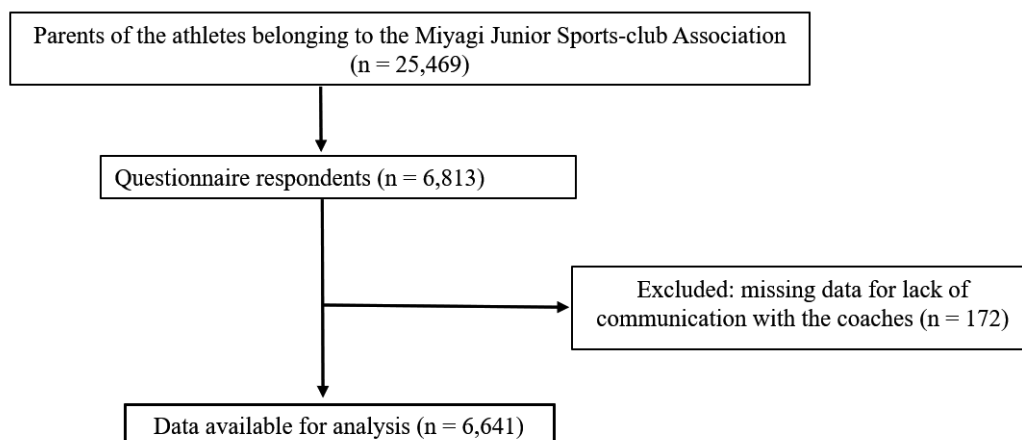 Parents of the athletes belonging to the Miyagi Junior Sports-club Association
(n = 25,469)
Questionnaire respondents (n = 6,813)
Excluded: missing data for lack of
communication with the coaches (n = 172)
Data available for analysis (n = 6,641)